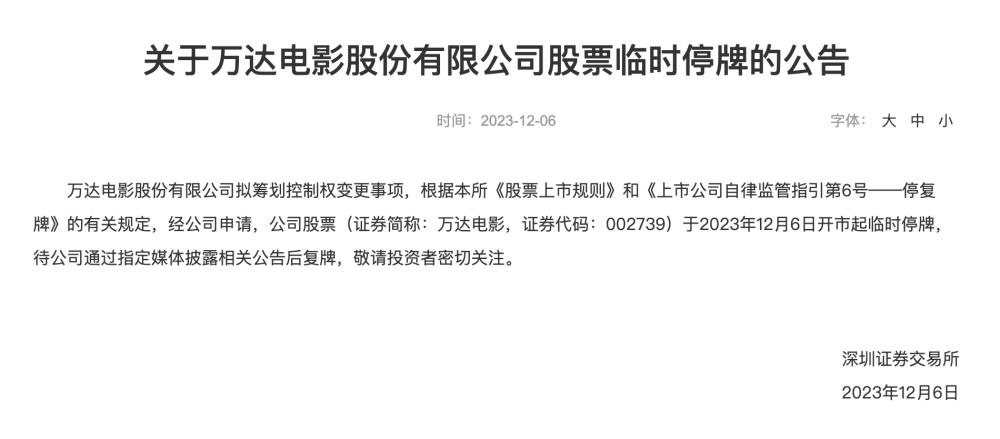 关于万达电影股份有限公司股票临时停牌的公告
时间：2023-12-06 字体： 大 中 小
万达电影股份有限公司拟筹划控制权变更事项，根据本所《股票上市规则》和《上市公司自律监管指引第6号——停复
牌》的有关规定，经公司申请，公司股票（证券简称：万达电影，证券代码：002739）于2023年12月6日开市起临时停牌，
待公司通过指定媒体披露相关公告后复牌，敬请投资者密切关注。
深圳证券交易所
2023年12月6日